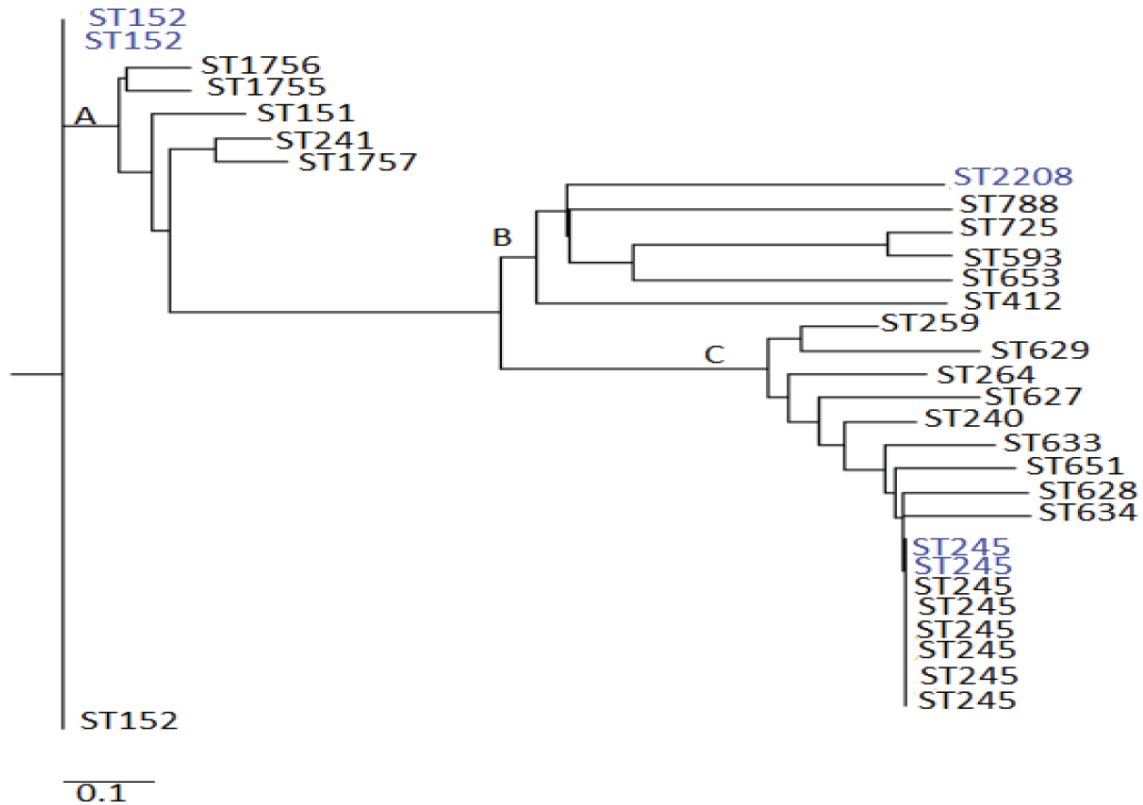 ST152
ST152
ST1756
ST1755
A
ST151
ST241
ST1757
ST2208
ST788
ST725
B
ST593
ST653
ST412
ST259
ST629
C
ST264
ST627
ST240
ST633
ST651
ST628
ST634
ST245
ST245
ST245
ST245
ST245
ST245
ST245
ST245
ST152
0.1